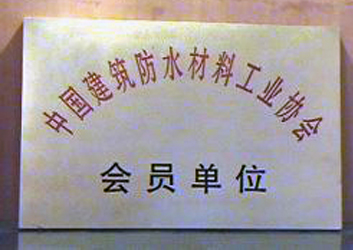 中国建筑防水材料工业协会
会员单位